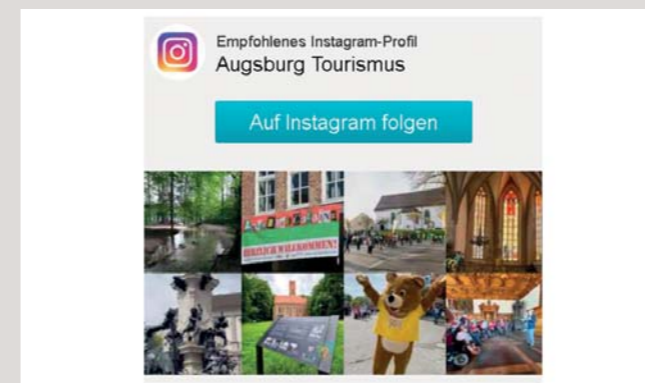 Empfohlenes Instagram-Profil
Augsburg Tourismus
Auf Instagram folgen
HERZLICH WILLKOMMEN!